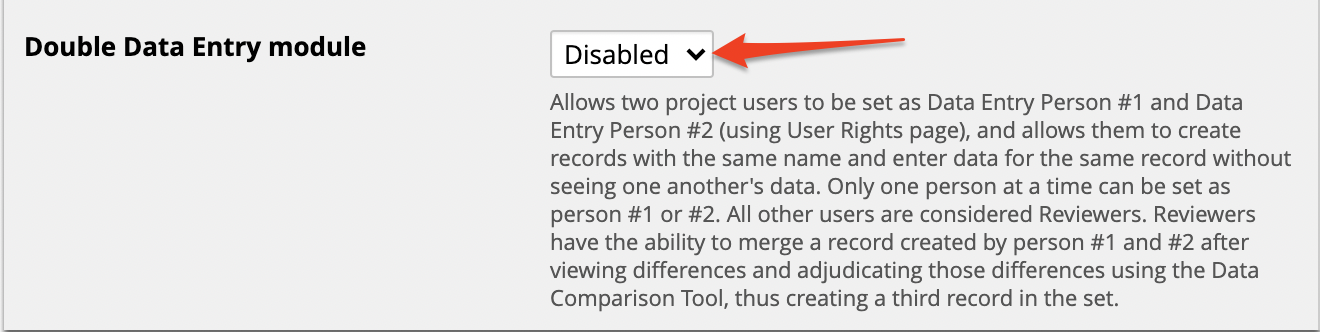 Double Data Entry module
Disabled
Allows two project users to be set as Data Entry Person #1 and Data
Entry Person #2 (using User Rights page), and allows them to create
records with the same name and enter data for the same record without
seeing one another's data. Only one person at a time can be set as
person #1 or #2. All other users are considered Reviewers. Reviewers
have the ability to merge a record created by person #1 and #2 after
viewing differences and adjudicating those differences using the Data
Comparison Tool, thus creating a third record in the set.